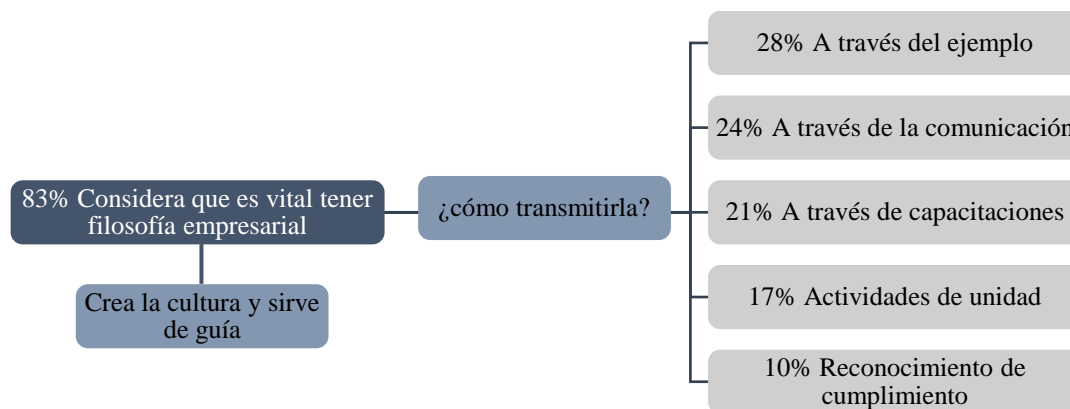 83% Considera que es vital tener
filosofía empresarial
Crea la cultura y sirve
de guía
¿cómo transmitirla?
28% A través del ejemplo
24% A través de la comunicación
21% A través de capacitaciones
17% Actividades de unidad
10% Reconocimiento de
cumplimiento